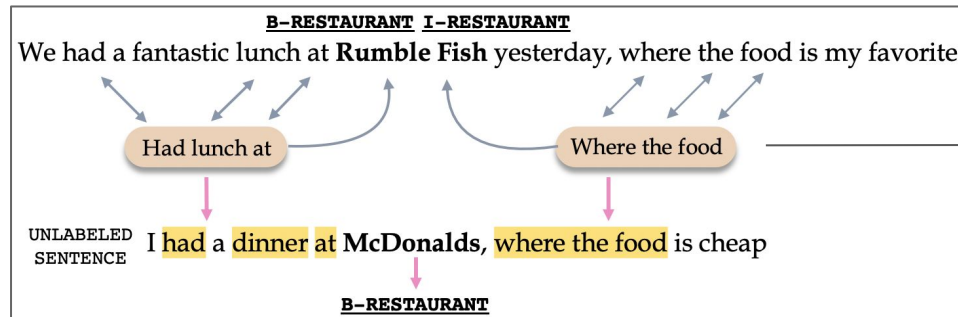 B-RESTAURANT I-RESTAURANT
We had a fantastic lunch at Rumble Fish yesterday, where the food is my favorite
Had lunch at
Where the food
UNLABELED
SENTENCE
I had a dinner at McDonalds, where the food is cheap
B-RESTAURANT